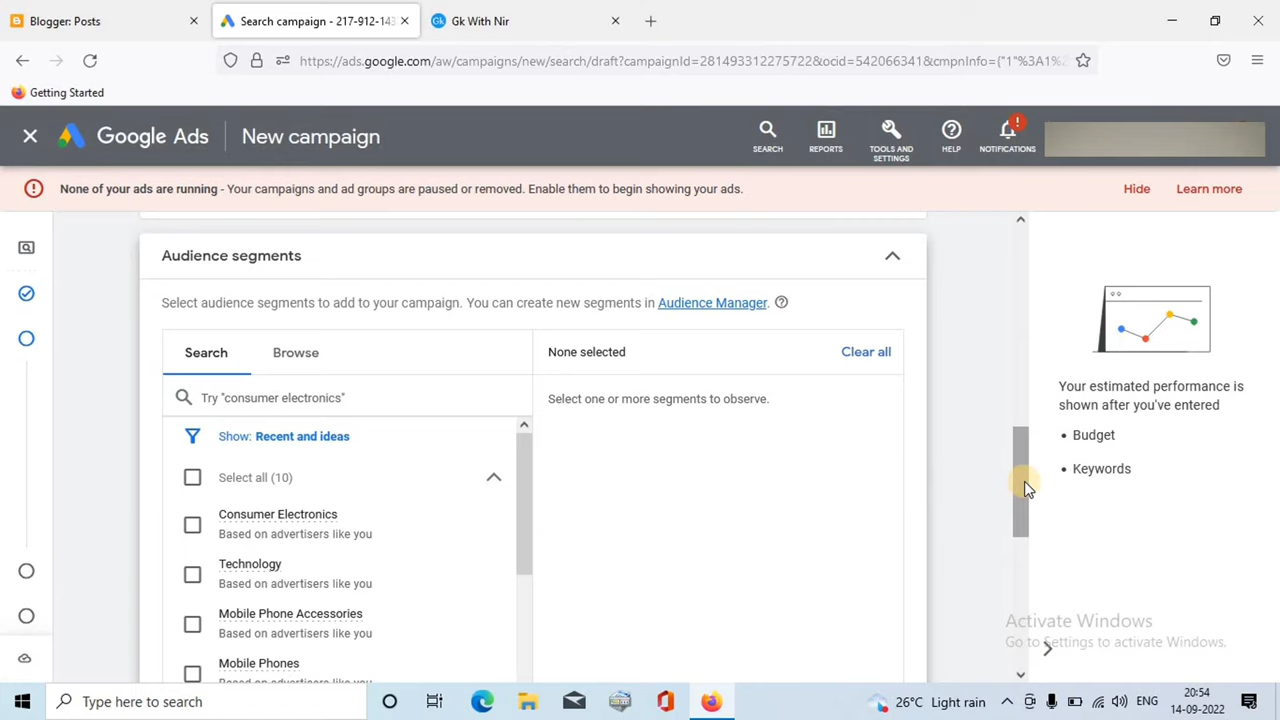 Blogger: Posts
Search campaign - 217-912-143
Gk With Nir
https://ads.google.com/aw/campaigns/new/search/draft?campaignId=281493312275722&ocid=542066341&cmpnInfo={"1"%3A1%2
Getting Started
Google Ads
New campaign
SEARCH
REPORTS
TOOLS AND SETTINGS
HELP
NOTIFICATIONS
None of your ads are running - Your campaigns and ad groups are paused or removed. Enable them to begin showing your ads.
Hide
Learn more
Audience segments
Select audience segments to add to your campaign. You can create new segments in Audience Manager.
Search
Browse
None selected
Clear all
Try "consumer electronics"
Select one or more segments to observe.
Show: Recent and ideas
Select all (10)
Consumer Electronics
Based on advertisers like you
Technology
Based on advertisers like you
Mobile Phone Accessories
Based on advertisers like you
Mobile Phones
Based on advertisers like you
Your estimated performance is
shown after you've entered
• Budget
• Keywords
Activate Windows
Go to Settings to activate Windows.
Type here to search
26°C Light rain
ENG
20:54
14-09-2022